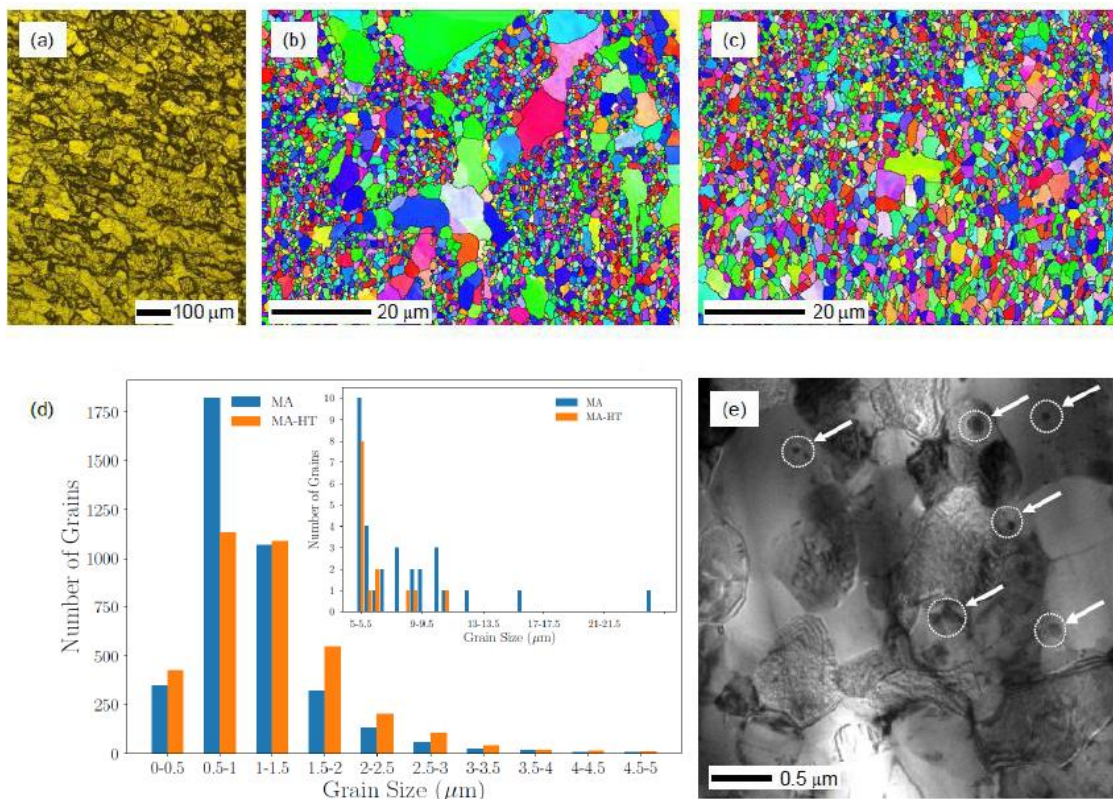 (a)
100 µm
(b)
20 µm
(c)
20 µm
(d)
MA
MA-HT
Number of Grains
1750
1500
1250
1000
750
500
250
0
0-0.5
0.5-1
1-1.5
1.5-2
2-2.5
2.5-3
3-3.5
3.5-4
4-4.5
4.5-5
Grain Size (µm)
MA
MA-HT
Number of Grains
10
9
8
7
6
5
4
3
2
1
0
5-5.5
9-9.5
13-13.5
17-17.5
21-21.5
Grain Size (µm)
(e)
0.5 µm